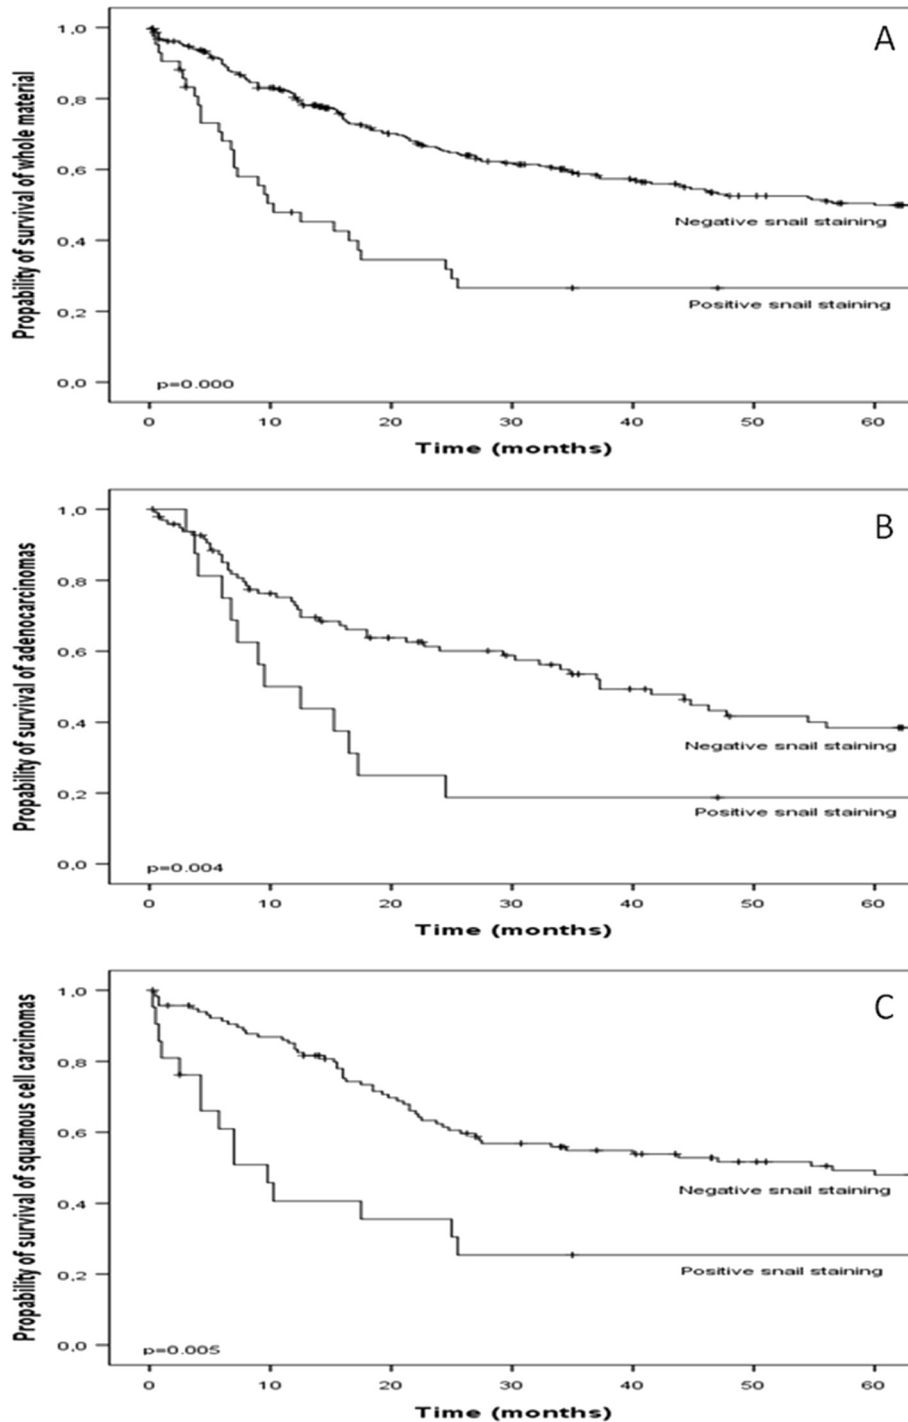 A
Propability of survival of whole material
1,0
0,8
0,6
0,4
0,2
0,0
Negative snail staining
Positive snail staining
p=0.000
0 10 20 30 40 50 60
Time (months)
B
Propability of survival of adenocarcinomas
1,0
0,8
0,6
0,4
0,2
0,0
Negative snail staining
Positive snail staining
p=0.004
0 10 20 30 40 50 60
Time (months)
C
Propability of survival of squamous cell carcinomas
1,0
0,8
0,6
0,4
0,2
0,0
Negative snail staining
Positive snail staining
p=0.005
0 10 20 30 40 50 60
Time (months)